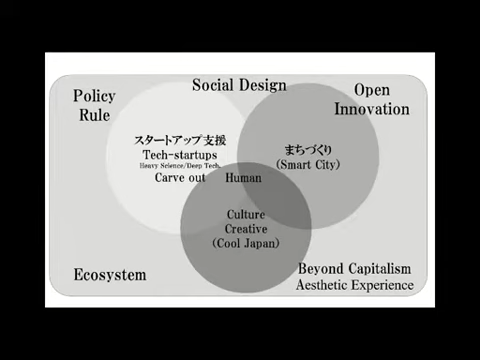 Social Design
Policy
Rule
Open
Innovation
スタートアップ支援
Tech-startups
Heavy Science/Deep Tech.
Carve out
Human
まちづくり
(Smart City)
Culture
Creative
(Cool Japan)
Ecosystem
Beyond Capitalism
Aesthetic Experience